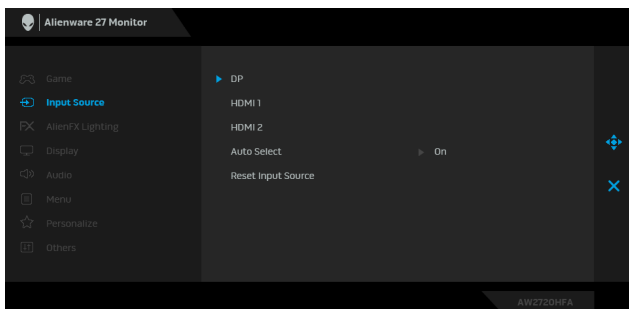 Alienware 27 Monitor
Game
DP
Input Source
HDMI 1
FX AlienFX Lighting
HDMI 2
Display
Auto Select On
Audio
Reset Input Source
Menu
Personalize
Others
AW2720HFA